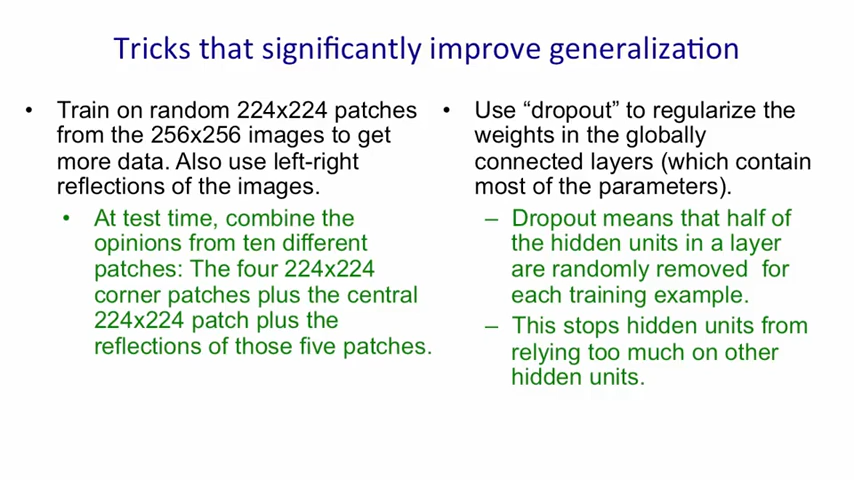 Tricks that significantly improve generalization
• Train on random 224x224 patches
from the 256x256 images to get
more data. Also use left-right
reflections of the images.
• At test time, combine the
opinions from ten different
patches: The four 224x224
corner patches plus the central
224x224 patch plus the
reflections of those five patches.
• Use “dropout” to regularize the
weights in the globally
connected layers (which contain
most of the parameters).
– Dropout means that half of
the hidden units in a layer
are randomly removed for
each training example.
– This stops hidden units from
relying too much on other
hidden units.